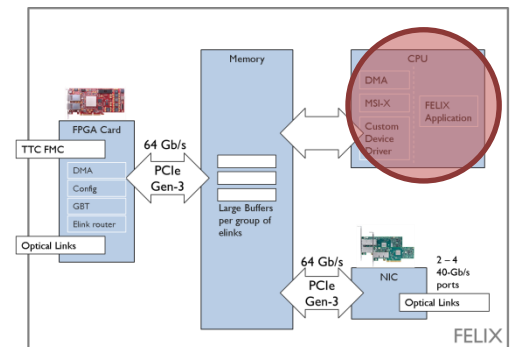 Memory
CPU
DMA
MSI-X
Custom
Device
Driver
FELIX
Application
FPGA Card
TTC FMC
DMA
Config
GBT
Elink router
Optical Links
64 Gb/s
PCIe
Gen-3
Large Buffers
per group of
elinks
64 Gb/s
PCIe
Gen-3
NIC
2 – 4
40-Gb/s
ports
Optical Links
FELIX